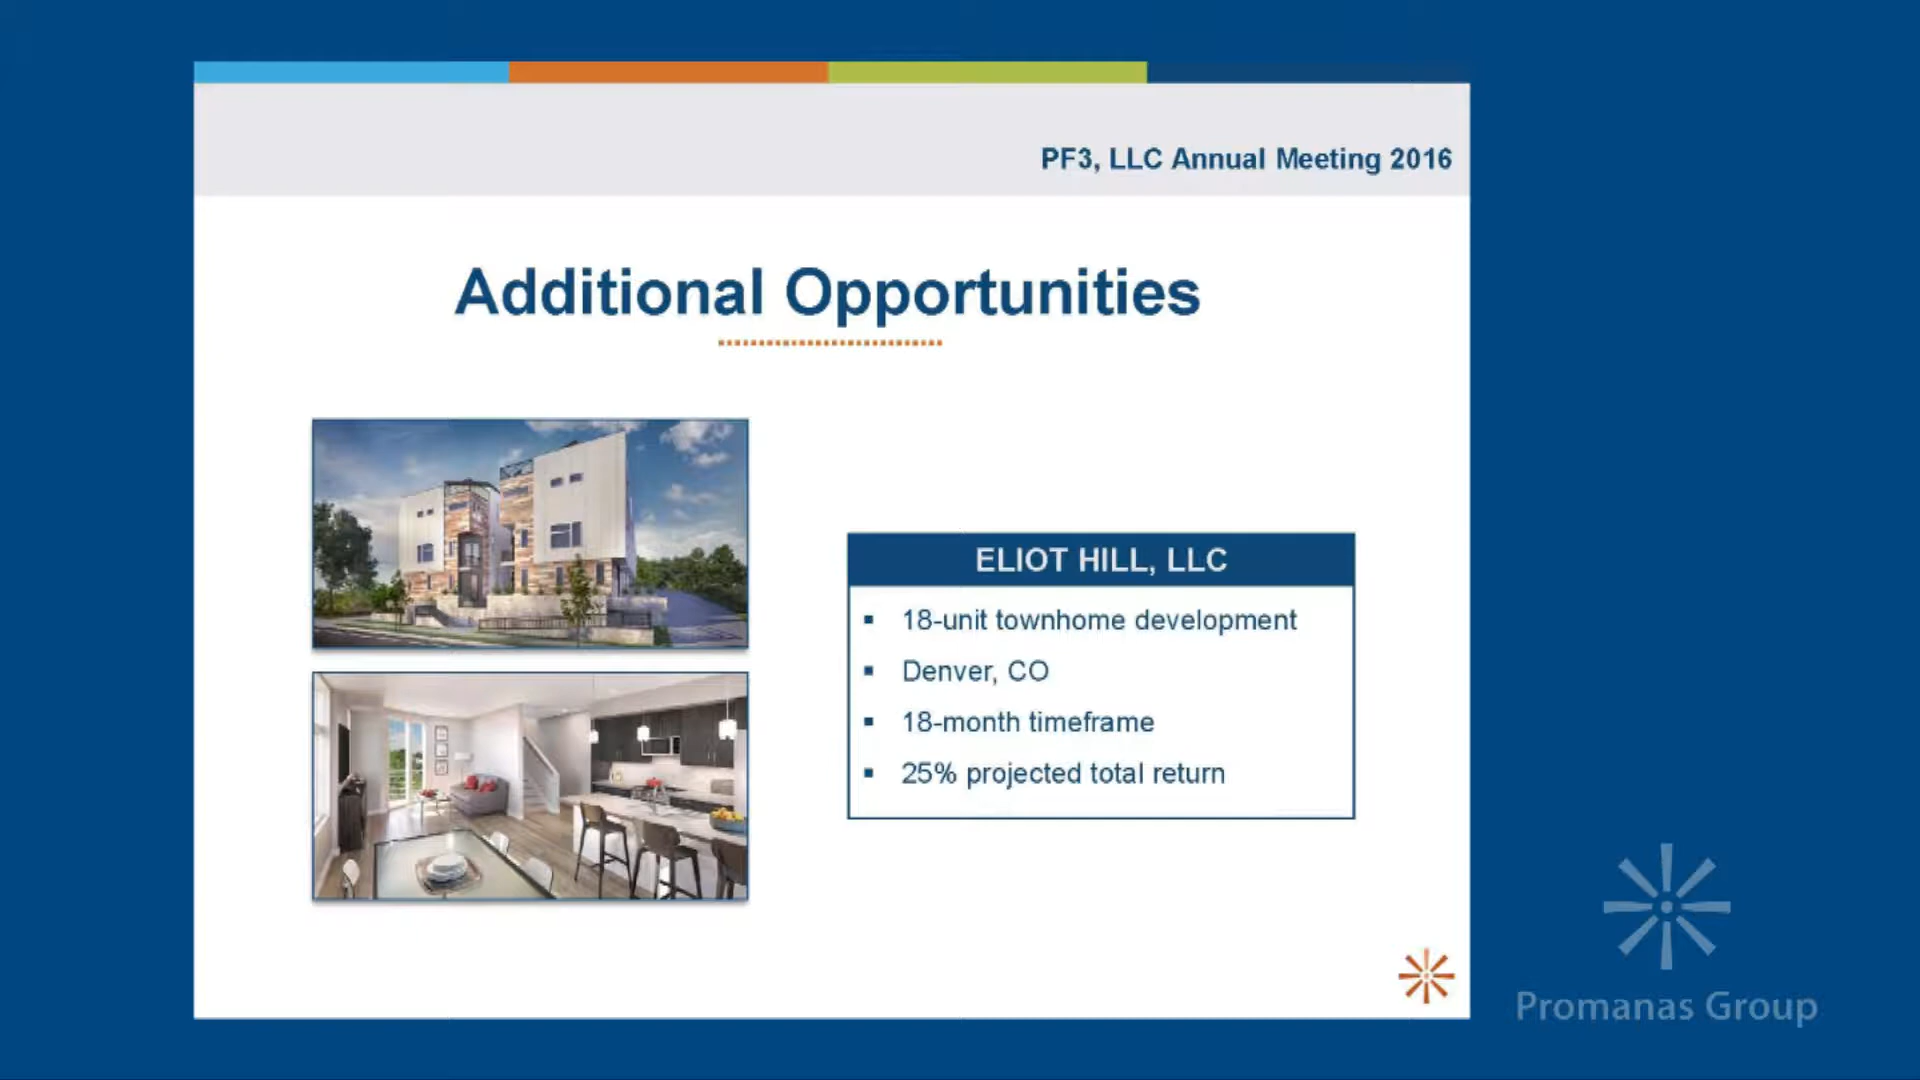 PF3, LLC Annual Meeting 2016
Additional Opportunities
ELIOT HILL, LLC
▪ 18-unit townhome development
▪ Denver, CO
▪ 18-month timeframe
▪ 25% projected total return
Promanas Group